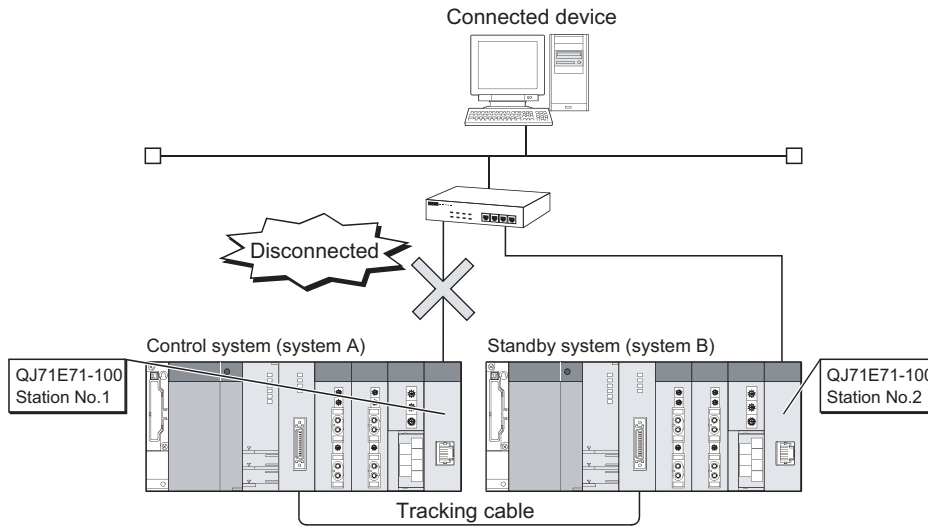 Connected device
Disconnected
Control system (system A)
Standby system (system B)
QJ71E71-100
Station No.1
QJ71E71-100
Station No.2
Tracking cable